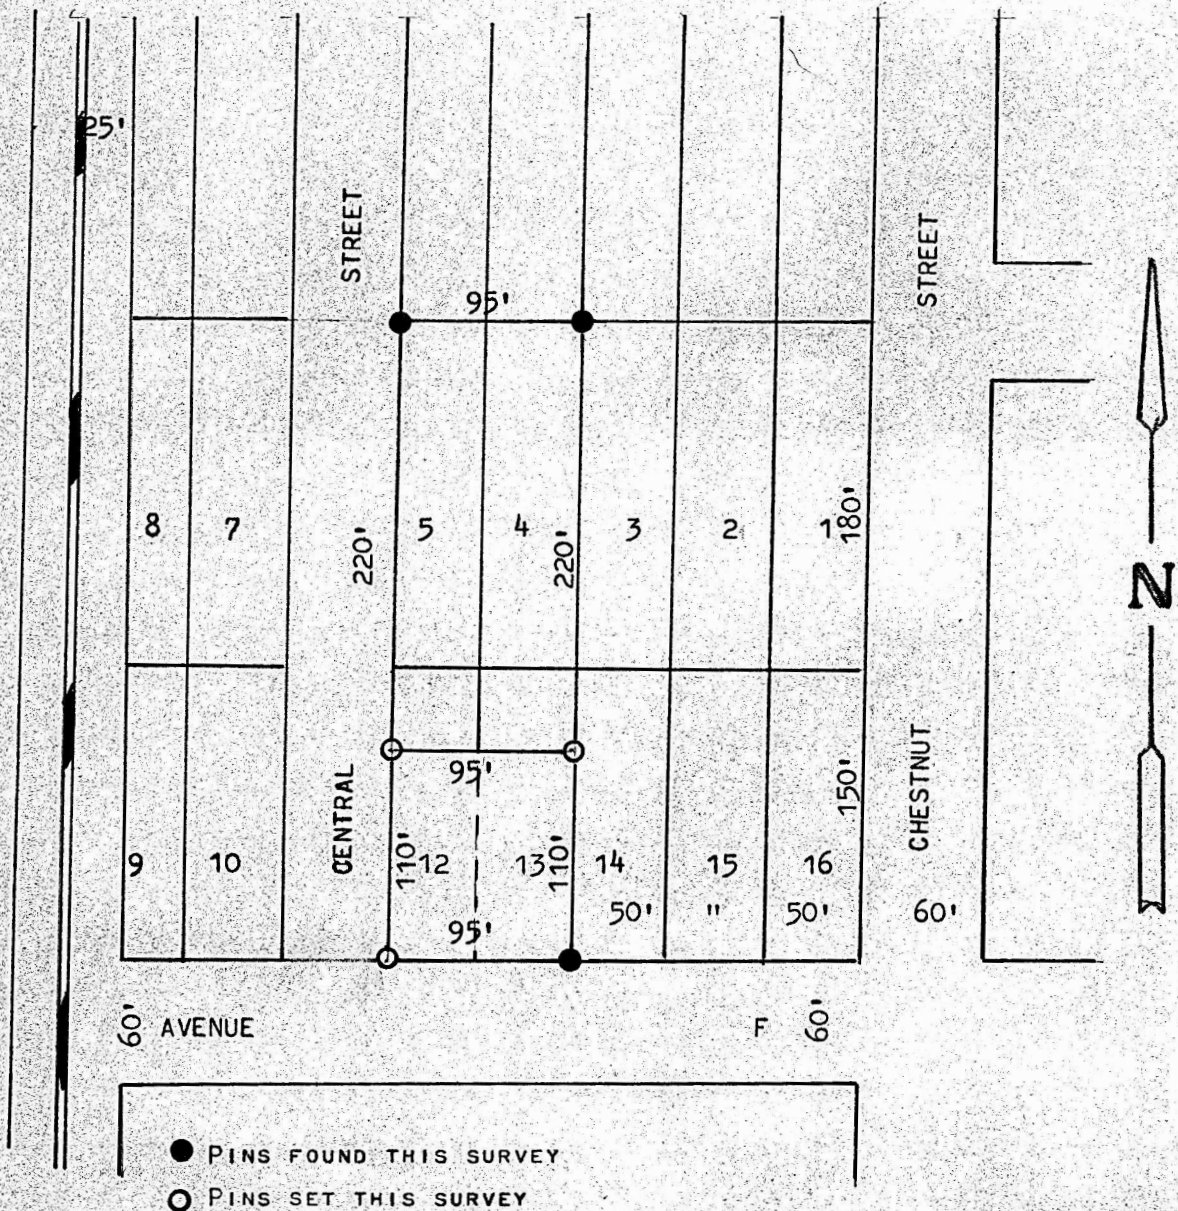 25'
STREET
STREET
95'
8 7 5 4 3 2 1
220'
220'
180'
N
95'
CENTRAL
CHESTNUT
150'
110'
110'
9 10 12 13 14 15 16
50' " 50' 60'
95'
60' AVENUE F 60'
PINS FOUND THIS SURVEY
PINS SET THIS SURVEY